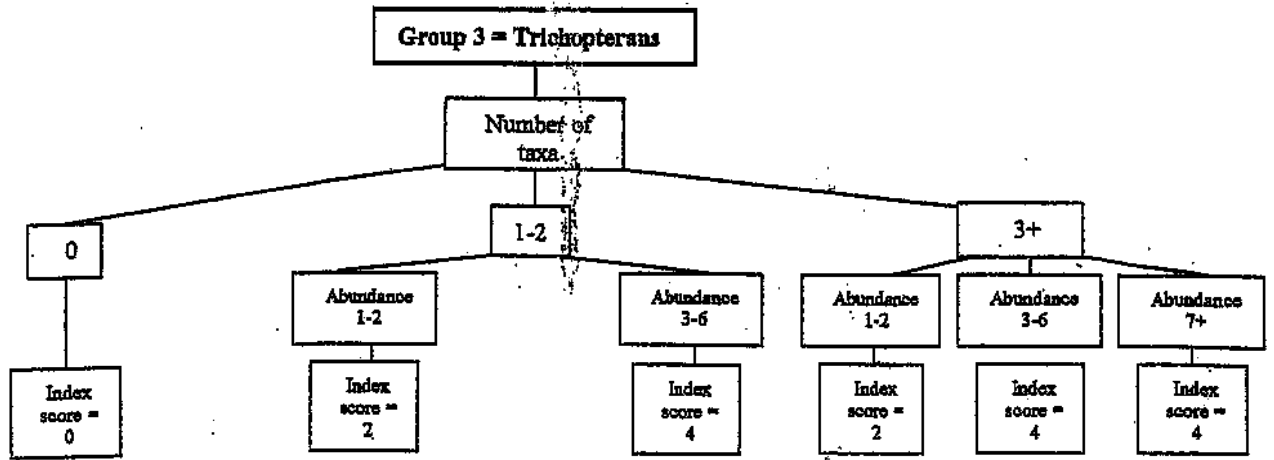 Group 3 = Trichopterans
Number of
taxa
0
1-2
3+
Abundance
1-2
Abundance
3-6
Abundance
1-2
Abundance
3-6
Abundance
7+
Index
score =
0
Index
score =
2
Index
score =
4
Index
score =
2
Index
score =
4
Index
score =
4